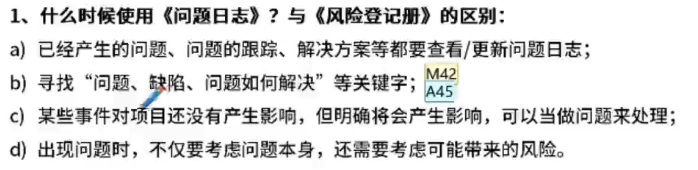 1、什么时候使用《问题日志》？与《风险登记册》的区别：
a) 已经产生的问题、问题的跟踪、解决方案等都要查看/更新问题日志；
b) 寻找“问题、缺陷、问题如何解决”等关键字；
M42
A45
c) 某些事件对项目还没有产生影响，但明确将会产生影响，可以当做问题来处理；
d) 出现问题时，不仅要考虑问题本身，还需要考虑可能带来的风险。